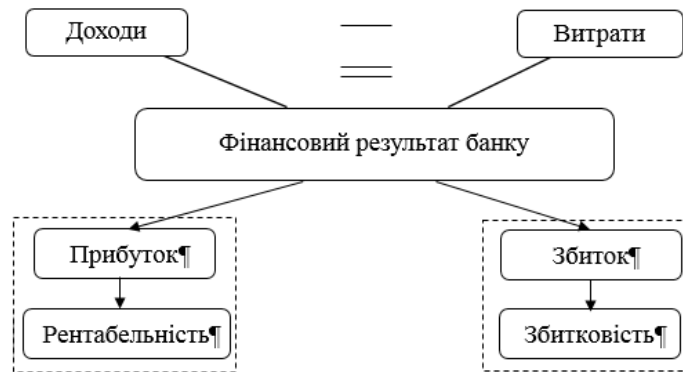 Доходи
Витрати
Фінансовий результат банку
Прибуток¶
Збиток¶
Рентабельність¶
Збитковість¶